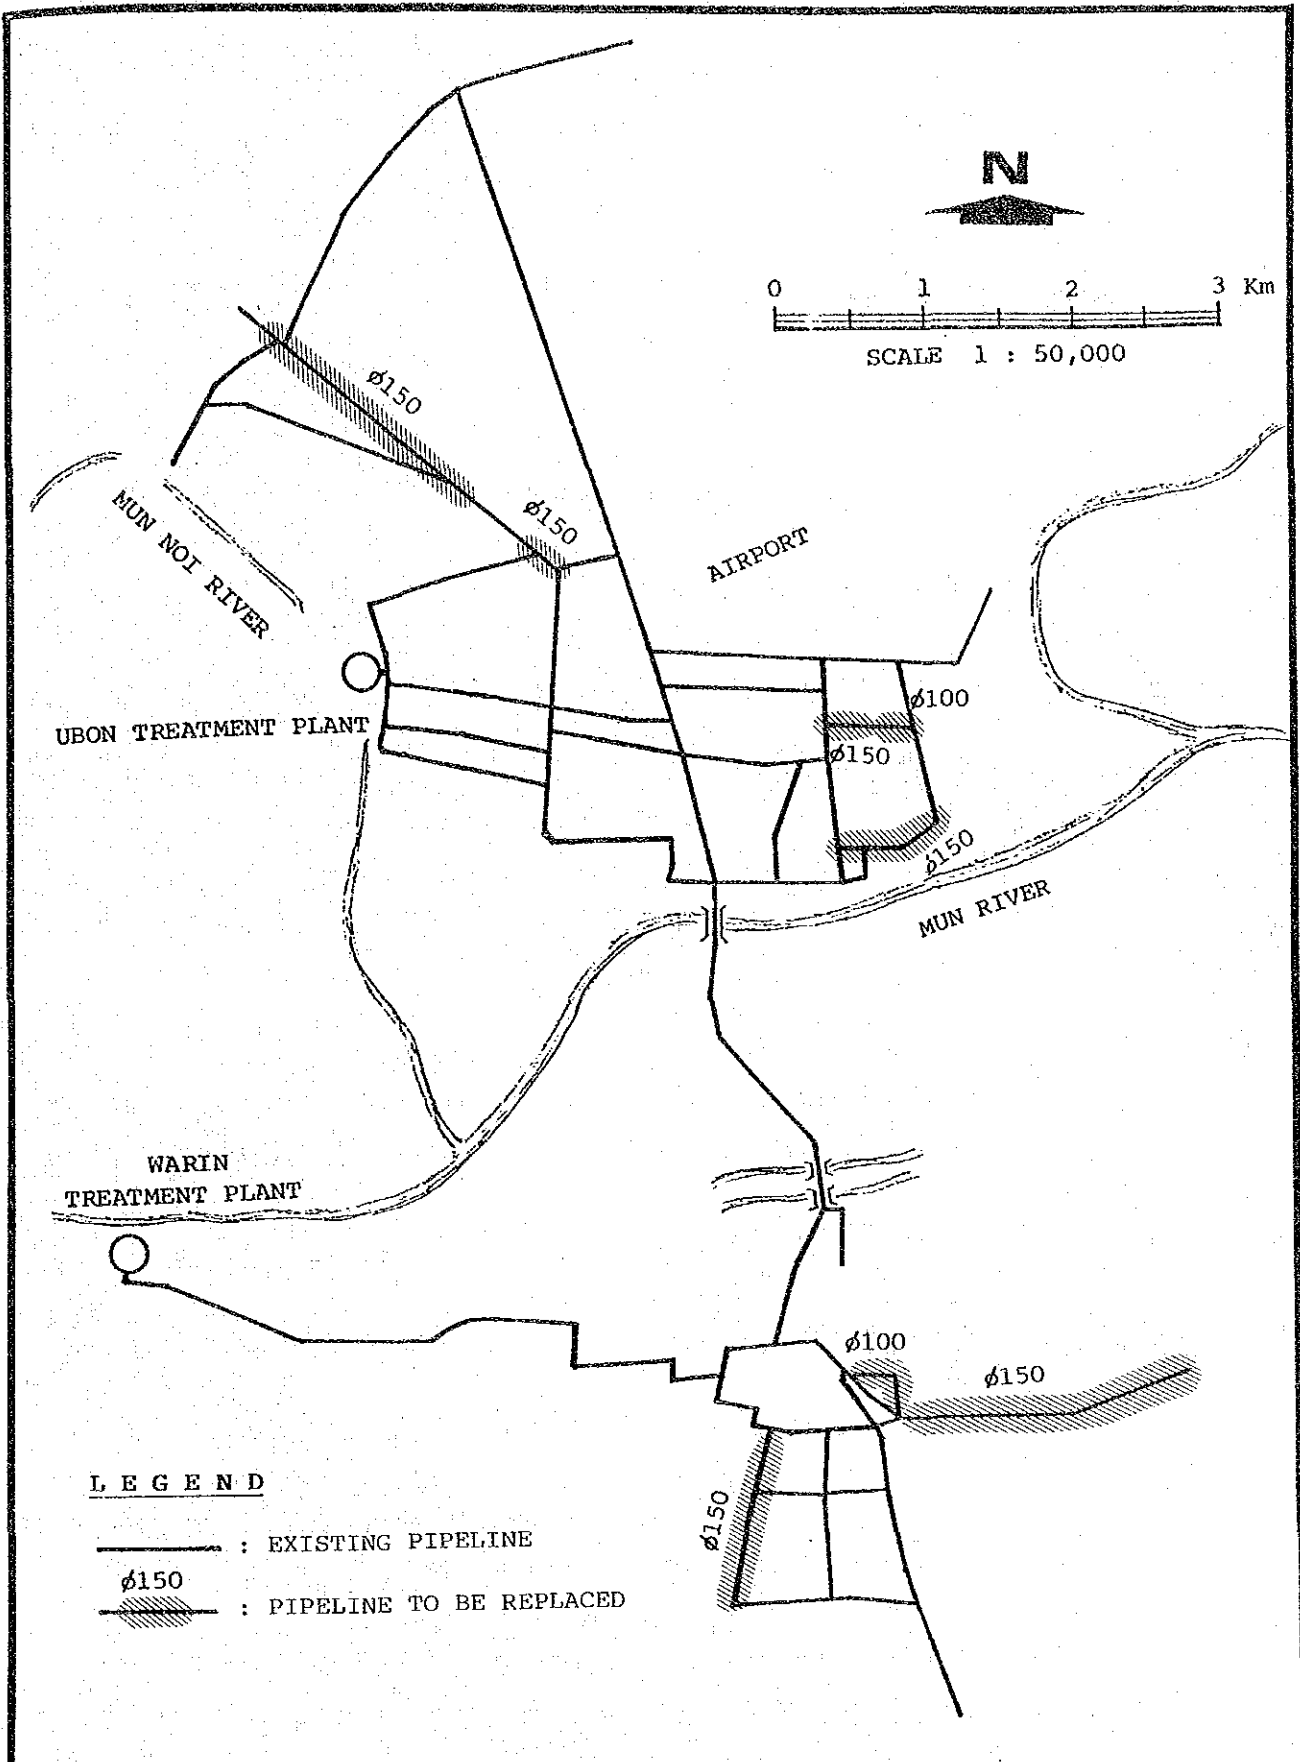 N
0 1 2 3 Km
SCALE 1 : 50,000
ø150
ø150
MUN NOI RIVER
AIRPORT
UBON TREATMENT PLANT
ø100
ø150
ø150
MUN RIVER
WARIN
TREATMENT PLANT
ø100
ø150
ø150
LEGEND
: EXISTING PIPELINE
ø150
: PIPELINE TO BE REPLACED